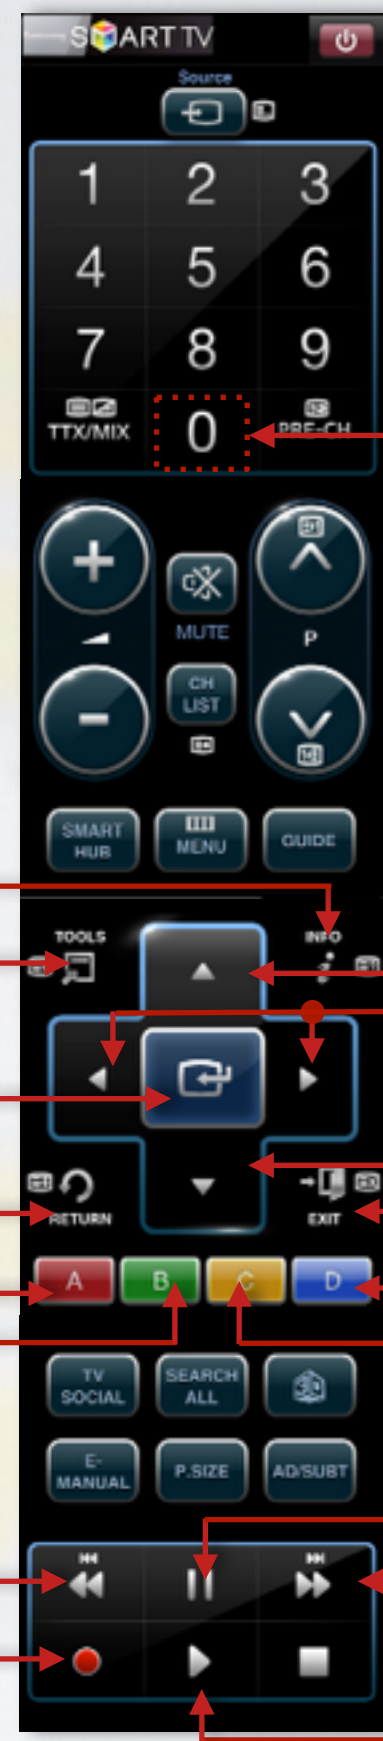 SMART TV
Source
1 2 3
4 5 6
7 8 9
TTX/MIX 0 PRE-CH
MUTE
P
CH
LIST
SMART
HUB
MENU
GUIDE
TOOLS
INFO
RETURN
EXIT
A B C D
TV
SOCIAL
SEARCH
ALL
3D
E-
MANUAL
P.SIZE
AD/SUBT